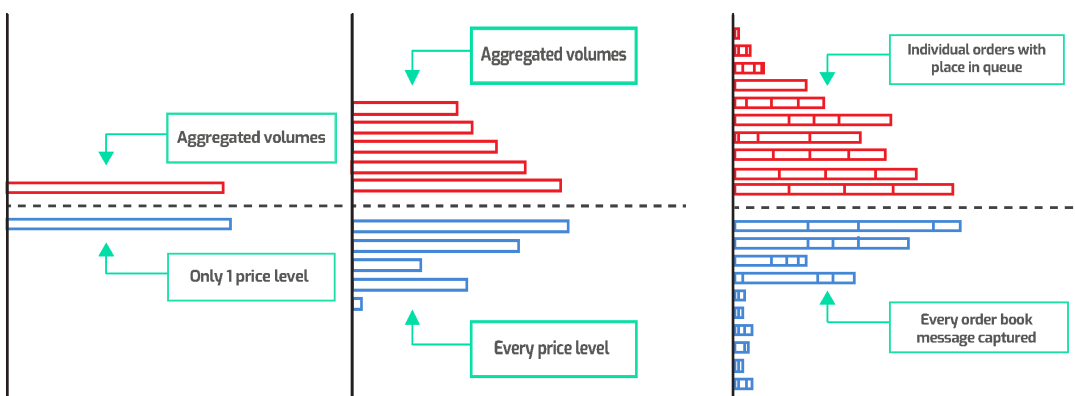 Aggregated volumes
Only 1 price level
Aggregated volumes
Every price level
Individual orders with
place in queue
Every order book
message captured